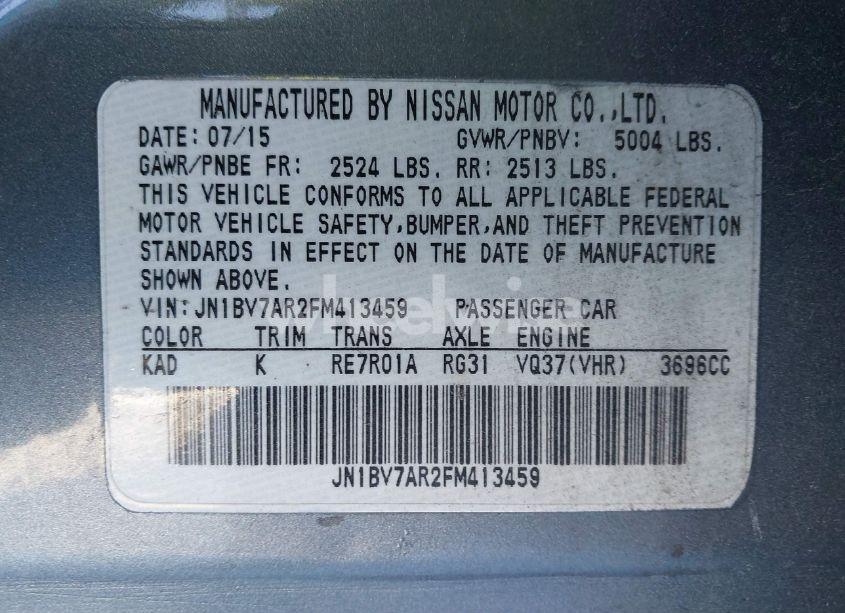 MANUFACTURED BY NISSAN MOTOR CO.,LTD.
DATE: 07/15 GVWR/PNBV: 5004 LBS.
GAWR/PNBE FR: 2524 LBS. RR: 2513 LBS.
THIS VEHICLE CONFORMS TO ALL APPLICABLE FEDERAL
MOTOR VEHICLE SAFETY,BUMPER,AND THEFT PREVENTION
STANDARDS IN EFFECT ON THE DATE OF MANUFACTURE
SHOWN ABOVE.
VIN: JN1BV7AR2FM413459 PASSENGER CAR
COLOR TRIM TRANS AXLE ENGINE
KAD K RE7R01A RG31 VQ37(VHR) 3696CC
JN1BV7AR2FM413459